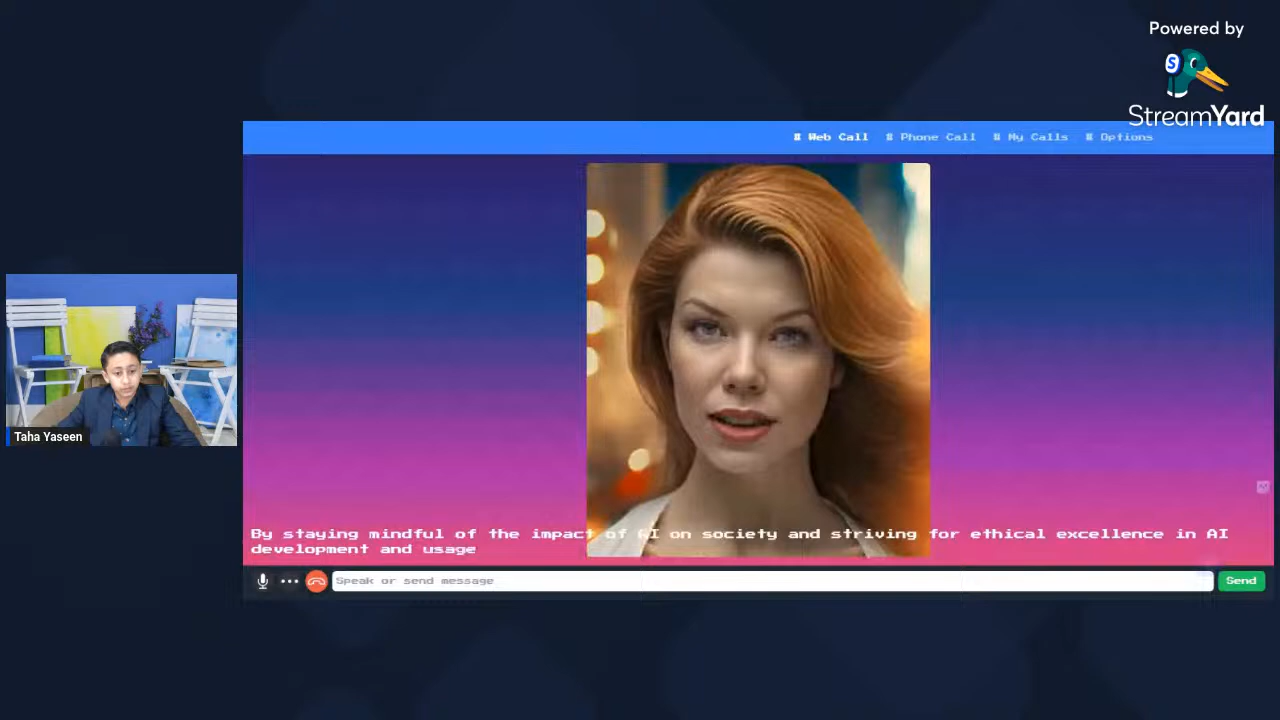 Powered by
S
StreamYard
# Web Call # Phone Call # My Calls # Options
Taha Yaseen
By staying mindful of the impact of AI on society and striving for ethical excellence in AI
development and usage
Speak or send message
Send